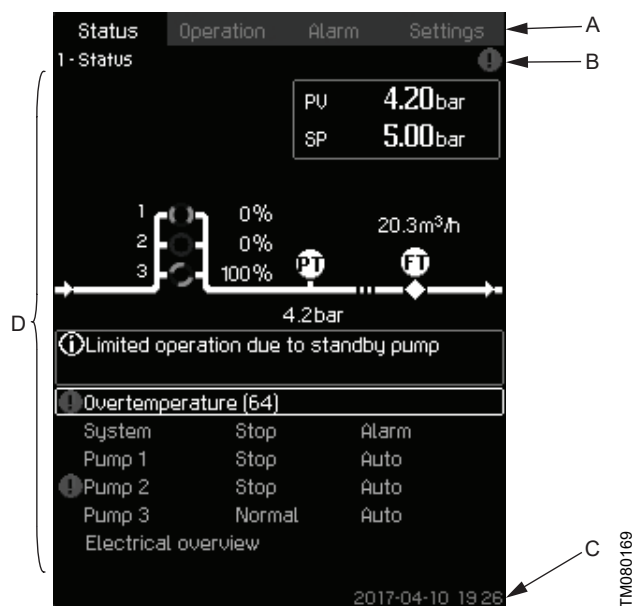 Status Operation Alarm Settings A
1 - Status B
PV 4.20bar
SP 5.00bar
1 0%
2 0%
3 100%
20.3m³/h
PT FT
4.2bar
D
Limited operation due to standby pump
Overtemperature (64)
System Stop Alarm
Pump 1 Stop Auto
Pump 2 Stop Auto
Pump 3 Normal Auto
Electrical overview
C
2017-04-10 19:26
TM080169